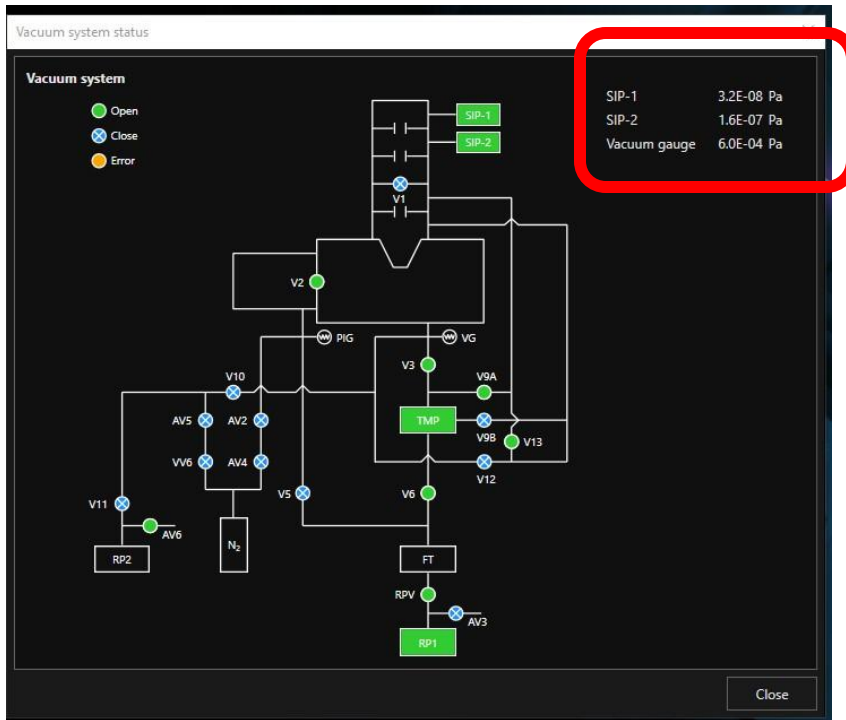 Vacuum system status
Vacuum system
Open
Close
Error
SIP-1 3.2E-08 Pa
SIP-2 1.6E-07 Pa
Vacuum gauge 6.0E-04 Pa
SIP-1
SIP-2
V1
V2
PIG
VG
V3
V10
V9A
AV5
AV2
TMP
V9B
V13
VV6
AV4
V12
V11
V5
V6
AV6
N2
RP2
FT
RPV
AV3
RP1
Close